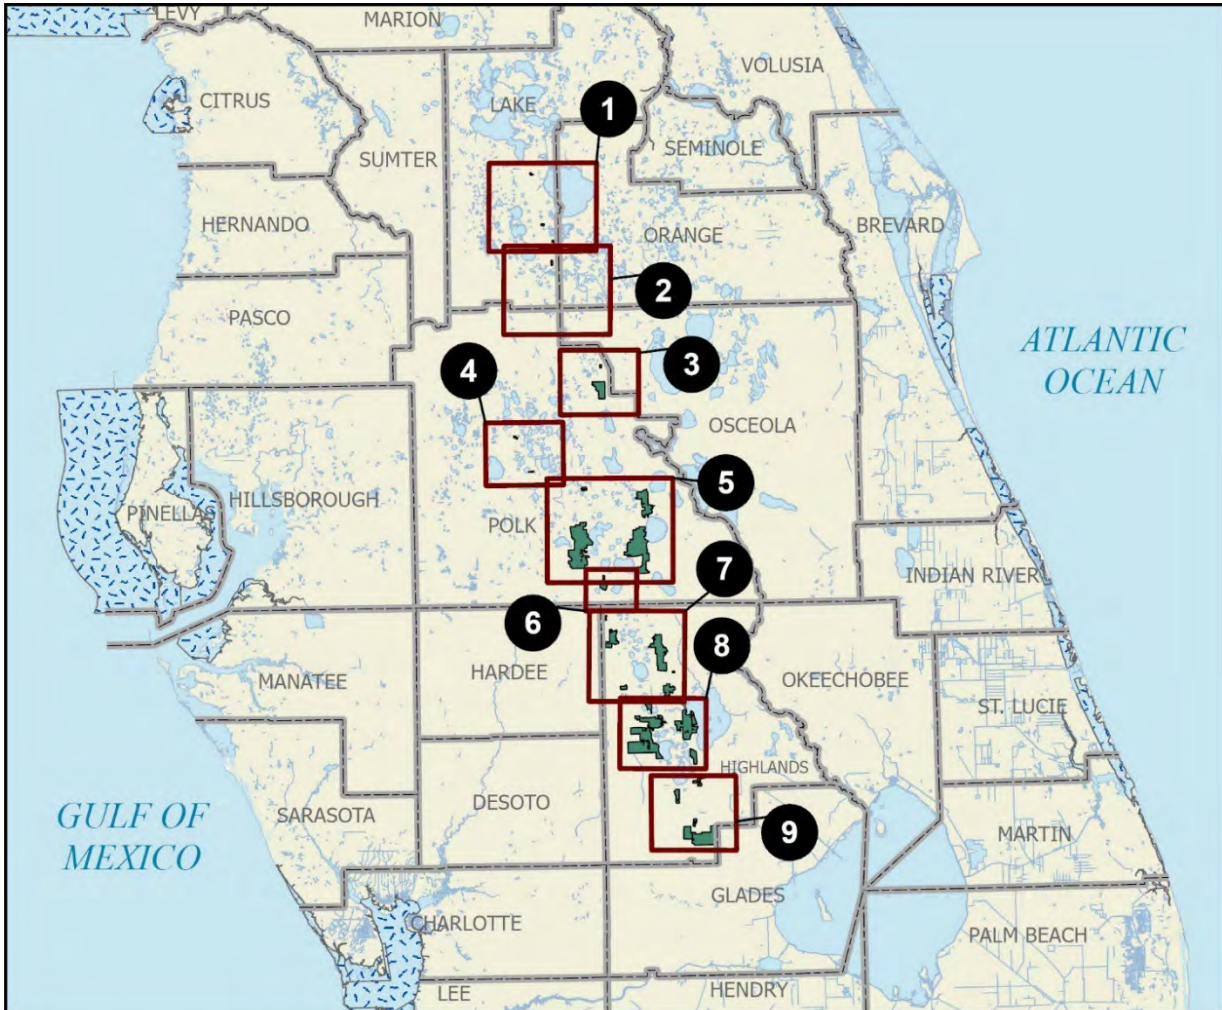 LEVY
MARION
VOLUSIA
CITRUS
LAKE
1
SUMTER
SEMINOLE
HERNANDO
ORANGE
BREVARD
2
PASCO
ATLANTIC
OCEAN
3
4
OSCEOLA
5
HILLSBOROUGH
PINELLAS
POLK
7
INDIAN RIVER
6
8
HARDEE
MANATEE
OKEECHOBEE
ST. LUCIE
HIGHLANDS
DESOTO
SARASOTA
GULF OF
MEXICO
9
MARTIN
GLADES
CHARLOTTE
PALM BEACH
LEE
HENDRY